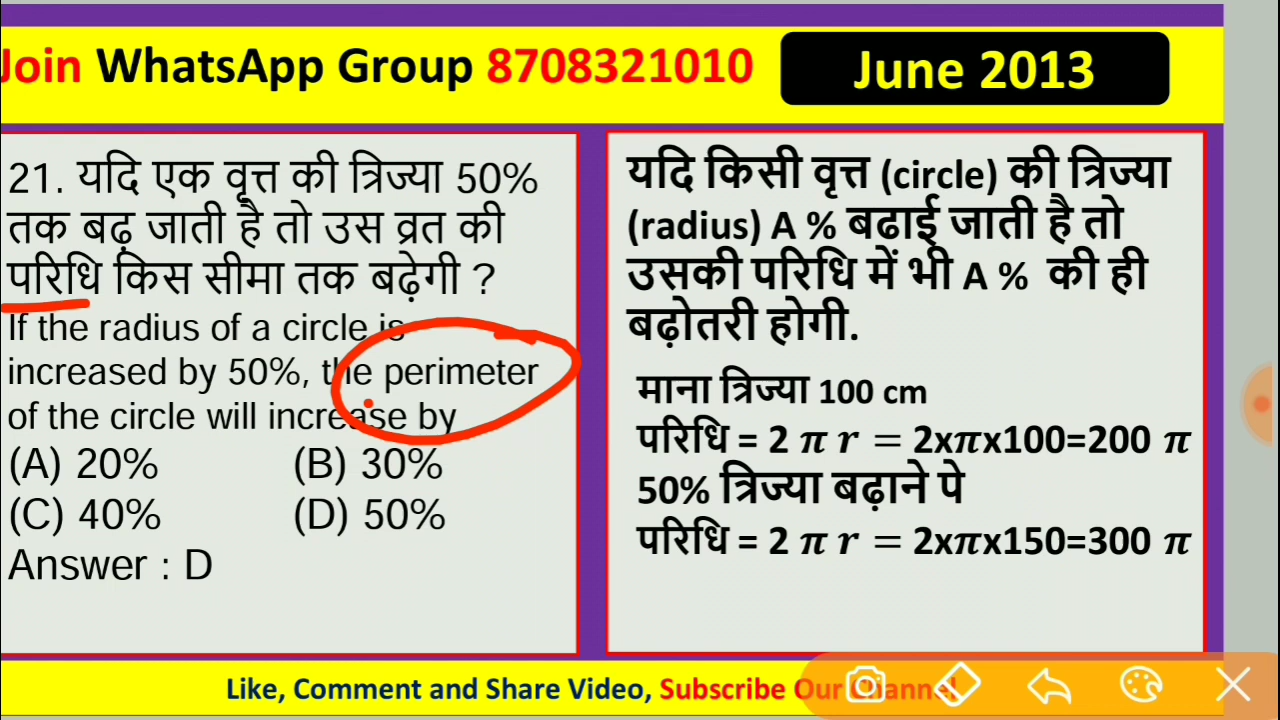 Join WhatsApp Group 8708321010
June 2013
21. यदि एक वृत्त की त्रिज्या 50%
तक बढ़ जाती है तो उस व्रत की
परिधि किस सीमा तक बढ़ेगी ?
If the radius of a circle is
increased by 50%, the perimeter
of the circle will increase by
(A) 20% (B) 30%
(C) 40% (D) 50%
Answer : D
यदि किसी वृत्त (circle) की त्रिज्या
(radius) A % बढाई जाती है तो
उसकी परिधि में भी A % की ही
बढ़ोतरी होगी.
माना त्रिज्या 100 cm
परिधि = 2 π r = 2xπx100=200 π
50% त्रिज्या बढ़ाने पे
परिधि = 2 π r = 2xπx150=300 π
Like, Comment and Share Video, Subscribe Our Channel